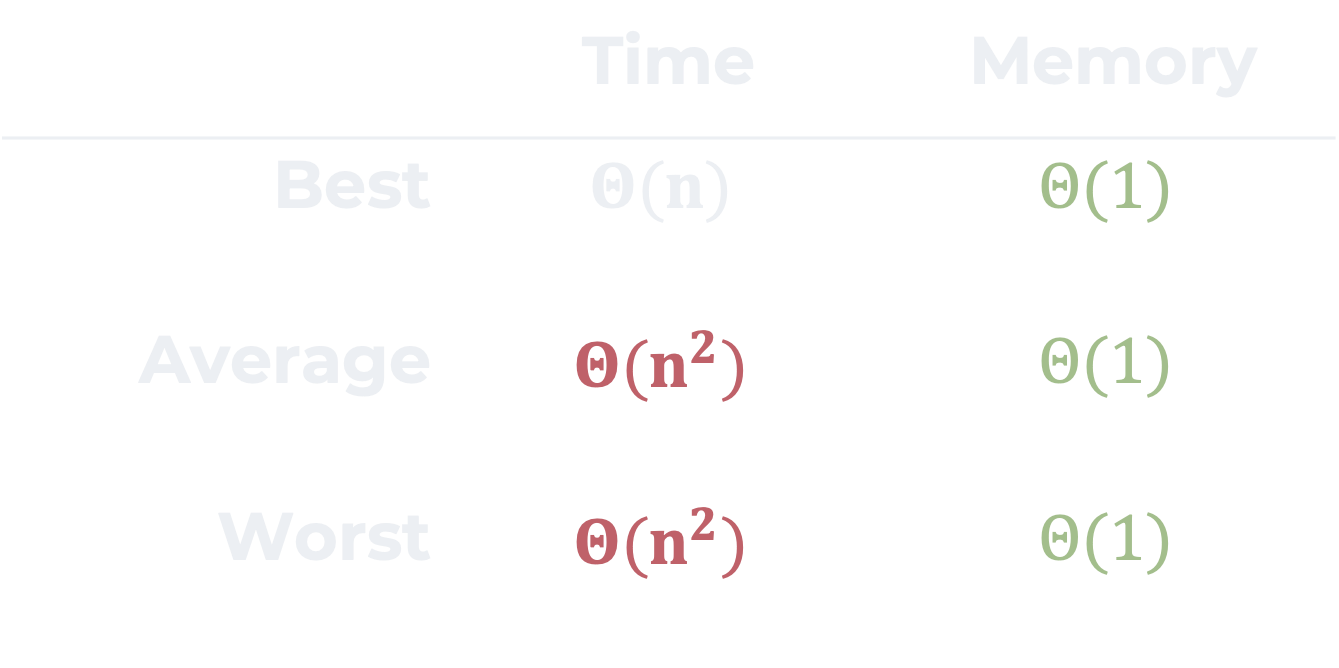 Time Memory
Best Θ(n) Θ(1)
Average Θ(n²) Θ(1)
Worst Θ(n²) Θ(1)